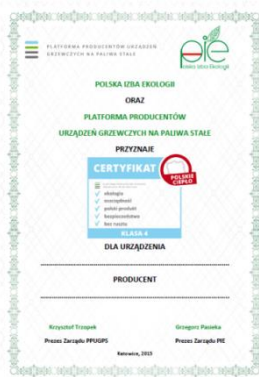 PLATFORMA PRODUCENTÓW URZĄDZEŃ
GRZEWCZYCH NA PALIWA STAŁE
pie
Polska Izba Ekologii
POLSKA IZBA EKOLOGII
ORAZ
PLATFORMA PRODUCENTÓW
URZĄDZEŃ GRZEWCZYCH NA PALIWA STAŁE
PRZYZNAJE
CERTYFIKAT
POLSKIE
CIEPŁO
ekologia
oszczędność
polski produkt
bezpieczeństwo
bez rusztu
KLASA 4
DLA URZĄDZENIA
PRODUCENT
Krzysztof Trzopek
Grzegorz Pasieka
Prezes Zarządu PPUGPS
Prezes Zarządu PIE
Katowice, 2015